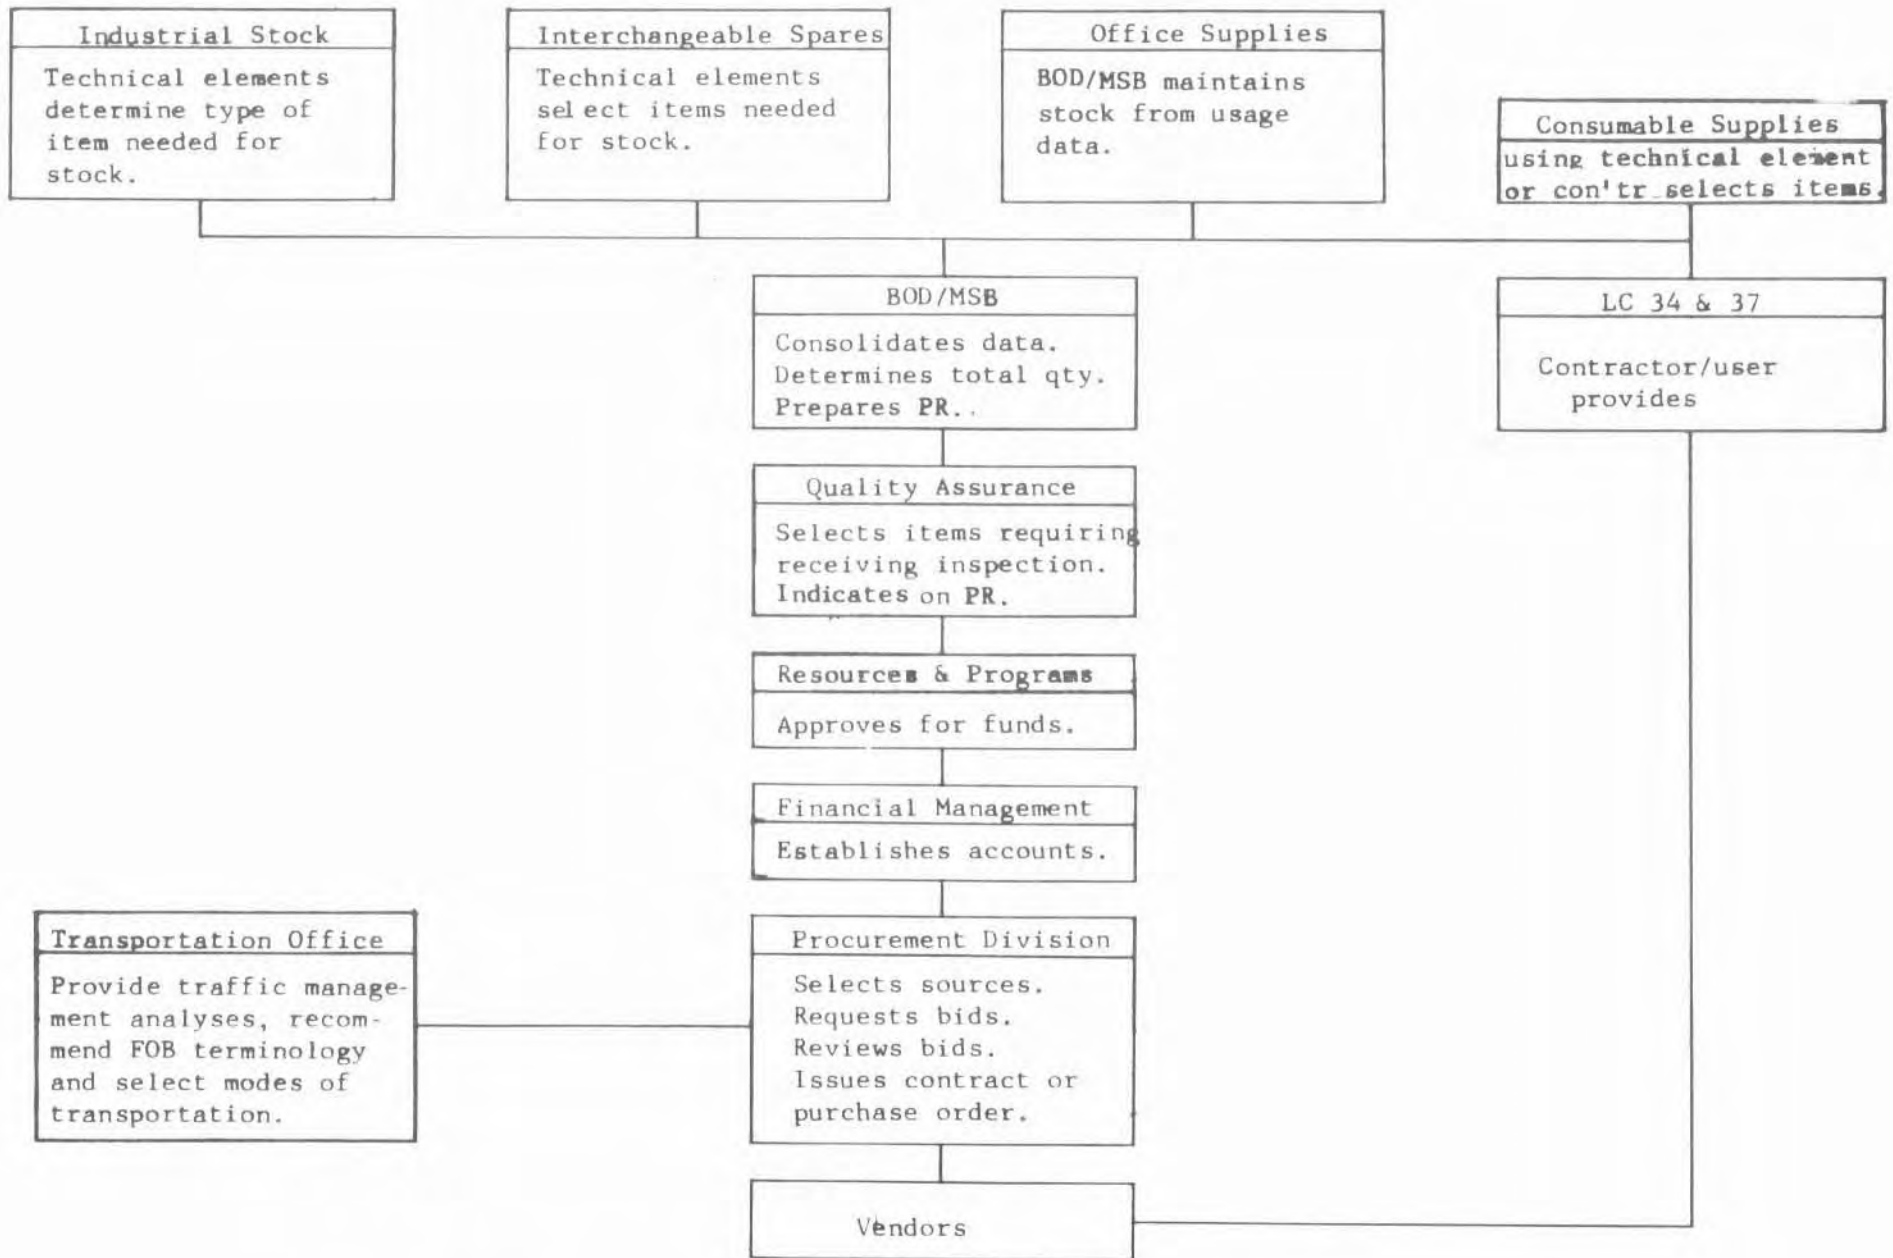 Industrial Stock
Technical elements
determine type of
item needed for
stock.
Interchangeable Spares
Technical elements
select items needed
for stock.
Office Supplies
BOD/MSB maintains
stock from usage
data.
Consumable Supplies
using technical element
or con'tr selects items.
BOD/MSB
Consolidates data.
Determines total qty.
Prepares PR.
LC 34 & 37
Contractor/user
provides
Quality Assurance
Selects items requiring
receiving inspection.
Indicates on PR.
Resources & Programs
Approves for funds.
Financial Management
Establishes accounts.
Transportation Office
Provide traffic manage-
ment analyses, recom-
mend FOB terminology
and select modes of
transportation.
Procurement Division
Selects sources.
Requests bids.
Reviews bids.
Issues contract or
purchase order.
Vendors